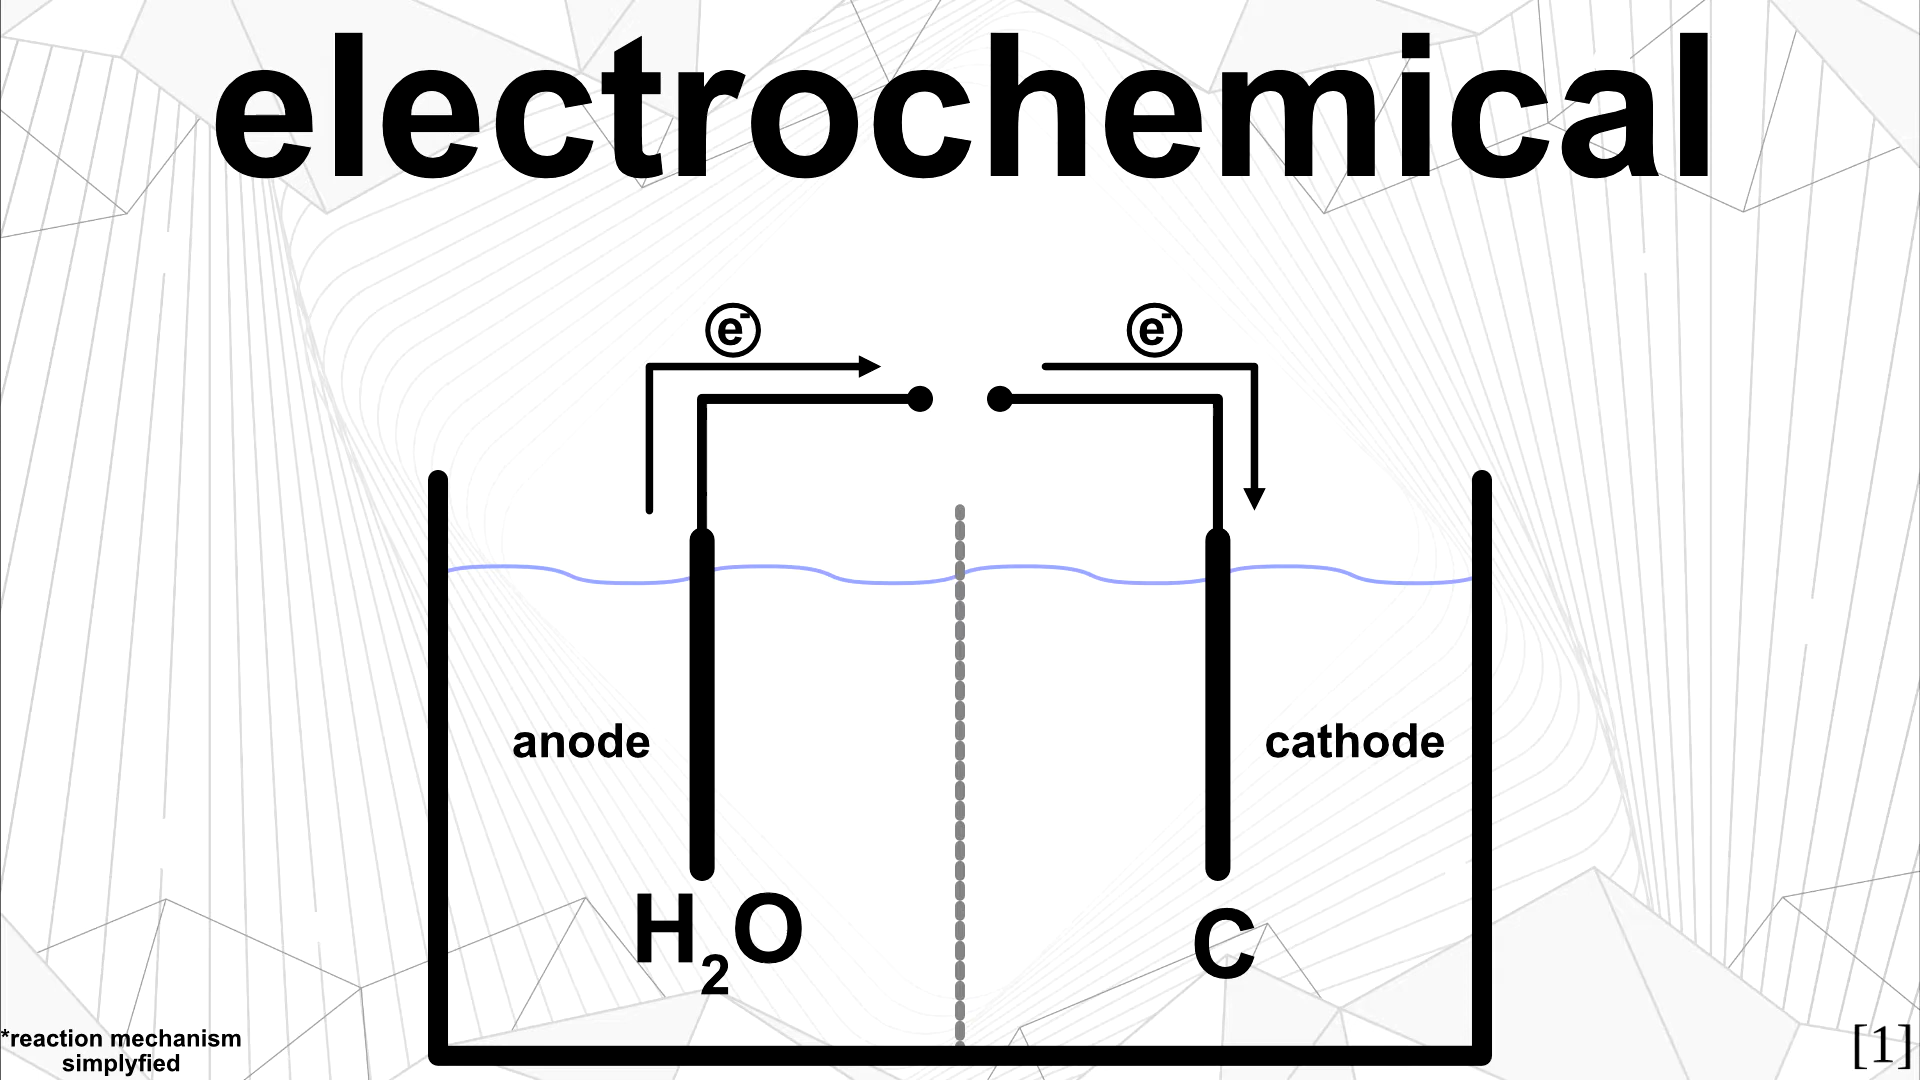 electrochemical
e-
e-
anode
cathode
H₂O
C
*reaction mechanism
simplyfied
[1]